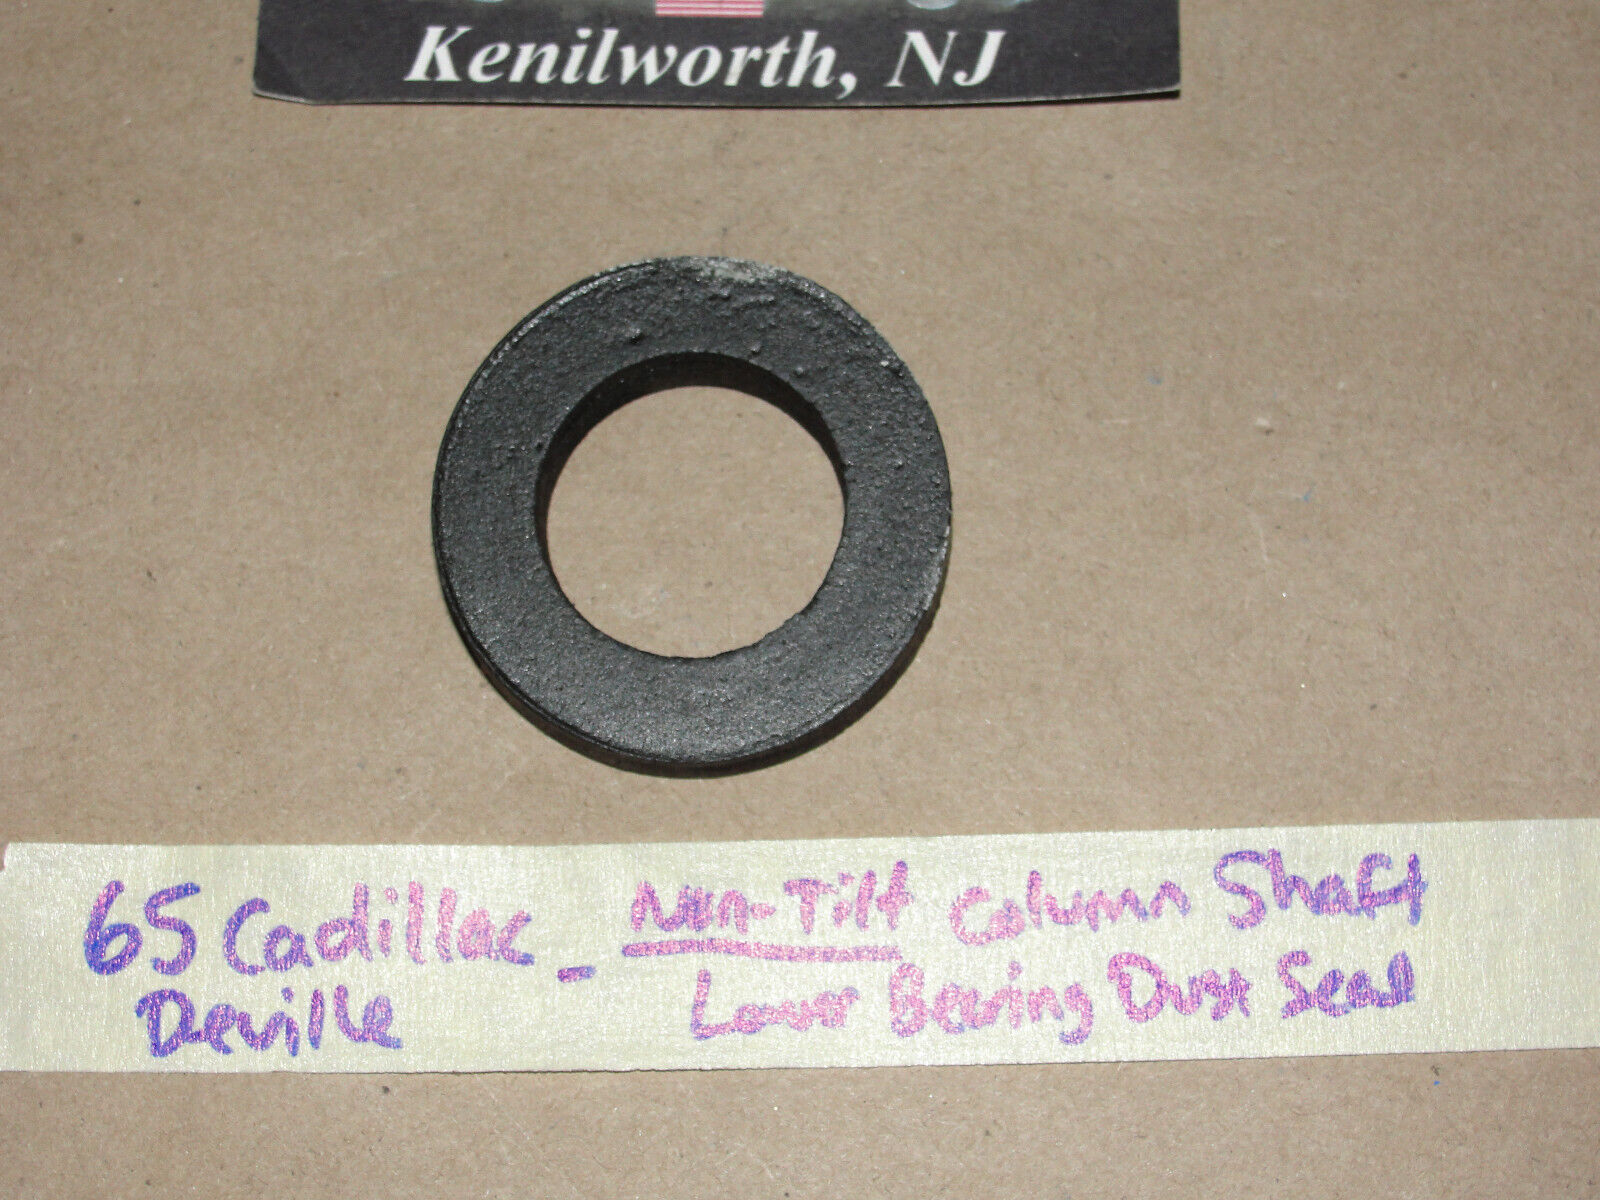 Kenilworth, NJ
65 Cadillac - Non-Tilt Column Shaft
Deville Lower Bearing Dust Seal